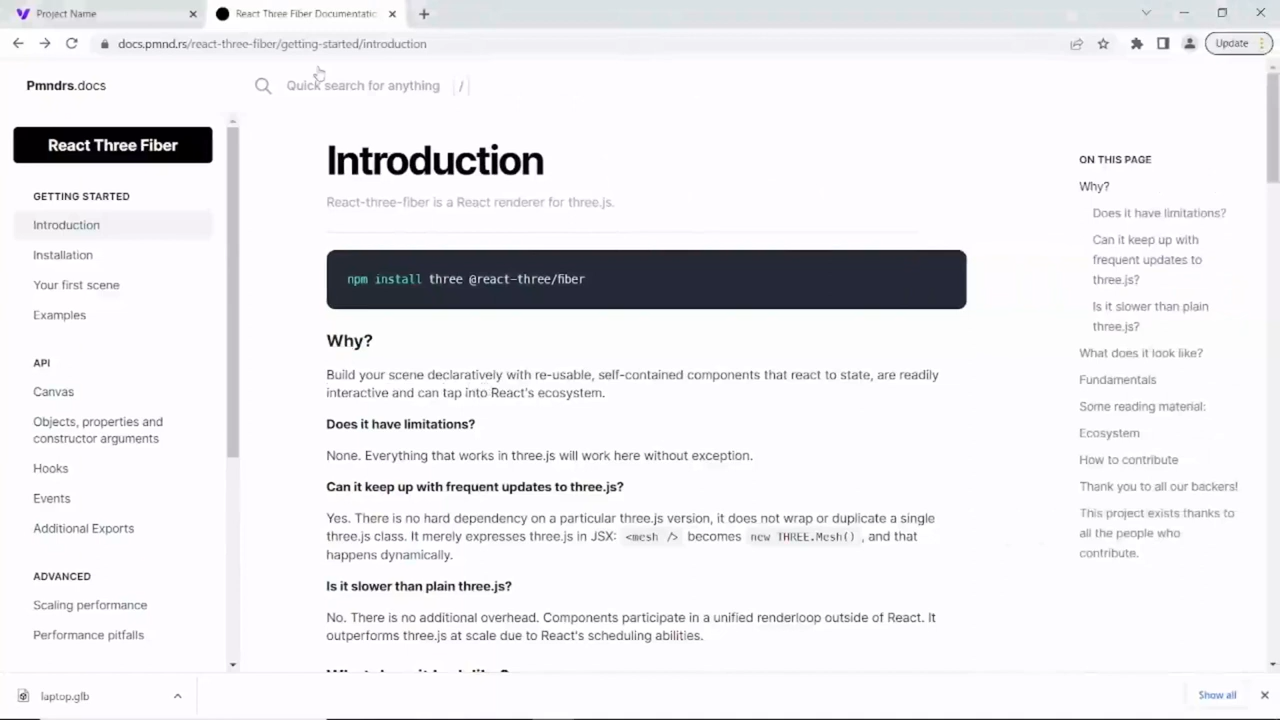 Project Name
React Three Fiber Documentatic
docs.pmnd.rs/react-three-fiber/getting-started/introduction
Update
Pmndrs.docs
Quick search for anything
/
React Three Fiber
GETTING STARTED
Introduction
Installation
Your first scene
Examples
API
Canvas
Objects, properties and
constructor arguments
Hooks
Events
Additional Exports
ADVANCED
Scaling performance
Performance pitfalls
Introduction
React-three-fiber is a React renderer for three.js.
npm install three @react-three/fiber
Why?
Build your scene declaratively with re-usable, self-contained components that react to state, are readily
interactive and can tap into React's ecosystem.
Does it have limitations?
None. Everything that works in three.js will work here without exception.
Can it keep up with frequent updates to three.js?
Yes. There is no hard dependency on a particular three.js version, it does not wrap or duplicate a single
three.js class. It merely expresses three.js in JSX: <mesh /> becomes new THREE.Mesh() , and that
happens dynamically.
Is it slower than plain three.js?
No. There is no additional overhead. Components participate in a unified renderloop outside of React. It
outperforms three.js at scale due to React's scheduling abilities.
ON THIS PAGE
Why?
Does it have limitations?
Can it keep up with
frequent updates to
three.js?
Is it slower than plain
three.js?
What does it look like?
Fundamentals
Some reading material:
Ecosystem
How to contribute
Thank you to all our backers!
This project exists thanks to
all the people who
contribute.
laptop.glb
Show all